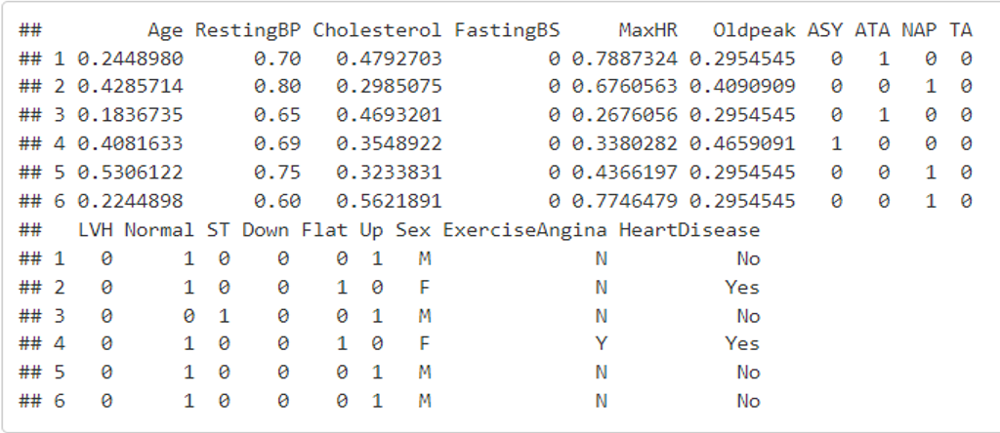 ##         Age RestingBP Cholesterol FastingBS     MaxHR   Oldpeak ASY ATA NAP TA
## 1 0.2448980      0.70   0.4792703         0 0.7887324 0.2954545   0   1   0  0
## 2 0.4285714      0.80   0.2985075         0 0.6760563 0.4090909   0   0   1  0
## 3 0.1836735      0.65   0.4693201         0 0.2676056 0.2954545   0   1   0  0
## 4 0.4081633      0.69   0.3548922         0 0.3380282 0.4659091   1   0   0  0
## 5 0.5306122      0.75   0.3233831         0 0.4366197 0.2954545   0   0   1  0
## 6 0.2244898      0.60   0.5621891         0 0.7746479 0.2954545   0   0   1  0
##   LVH Normal ST Down Flat Up Sex ExerciseAngina HeartDisease
## 1   0      1  0    0    0  1   M              N           No
## 2   0      1  0    0    1  0   F              N          Yes
## 3   0      0  1    0    0  1   M              N           No
## 4   0      1  0    0    1  0   F              Y          Yes
## 5   0      1  0    0    0  1   M              N           No
## 6   0      1  0    0    0  1   M              N           No